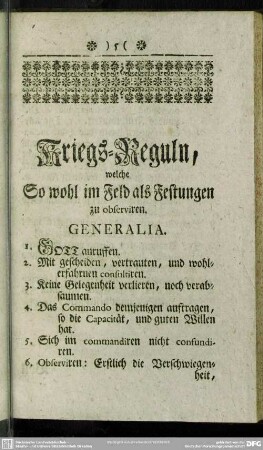 )5(
Kriegs-Reguln,
welche
So wohl im Feld als Festungen
zu observiren.
GENERALIA.
1. GOTT anruffen.
2. Mit gescheiden, vertrauten, und wohl-
erfahrnen consultiren.
3. Keine Gelegenheit verlieren, noch verab-
säumen.
4. Das Commando demjenigen auftragen,
so die Capacität, und guten Willen
hat.
5. Sich im commandiren nicht confundi-
ren.
6. Observiren: Erstlich die Verschwiegen-
heit,